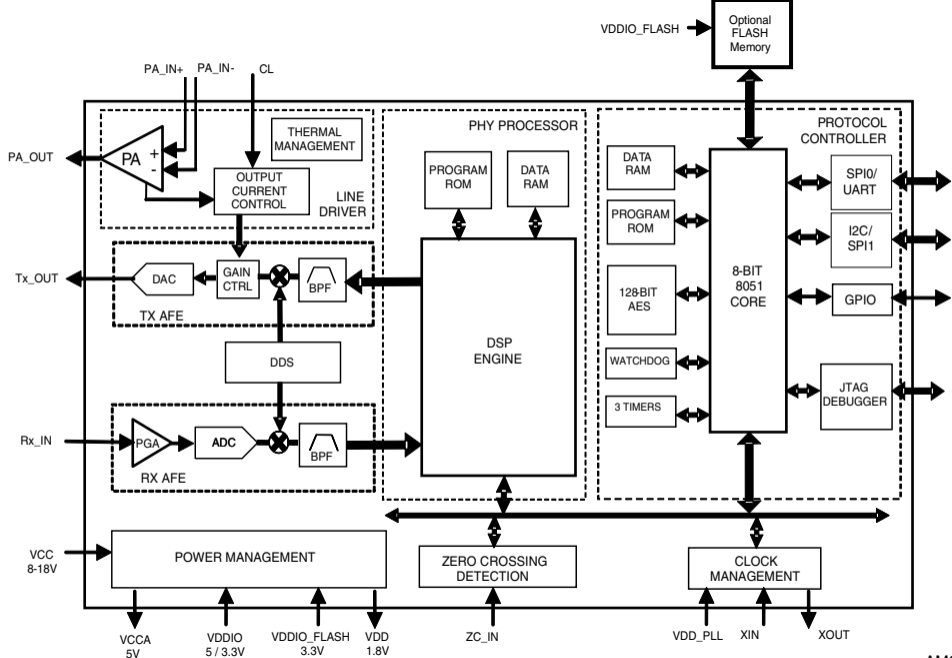 VDDIO_FLASH
Optional
FLASH
Memory
PA_IN+
PA_IN-
CL
PA_OUT
PA
+
-
THERMAL
MANAGEMENT
OUTPUT
CURRENT
CONTROL
LINE
DRIVER
PHY PROCESSOR
PROGRAM
ROM
DATA
RAM
PROTOCOL
CONTROLLER
DATA
RAM
PROGRAM
ROM
128-BIT
AES
WATCHDOG
3 TIMERS
8-BIT
8051
CORE
SPI0/
UART
I2C/
SPI1
GPIO
JTAG
DEBUGGER
Tx_OUT
DAC
GAIN
CTRL
BPF
TX AFE
DDS
DSP
ENGINE
Rx_IN
PGA
ADC
BPF
RX AFE
VCC
8-18V
POWER MANAGEMENT
ZERO CROSSING
DETECTION
CLOCK
MANAGEMENT
VCCA
5V
VDDIO
5 / 3.3V
VDDIO_FLASH
3.3V
VDD
1.8V
ZC_IN
VDD_PLL
XIN
XOUT